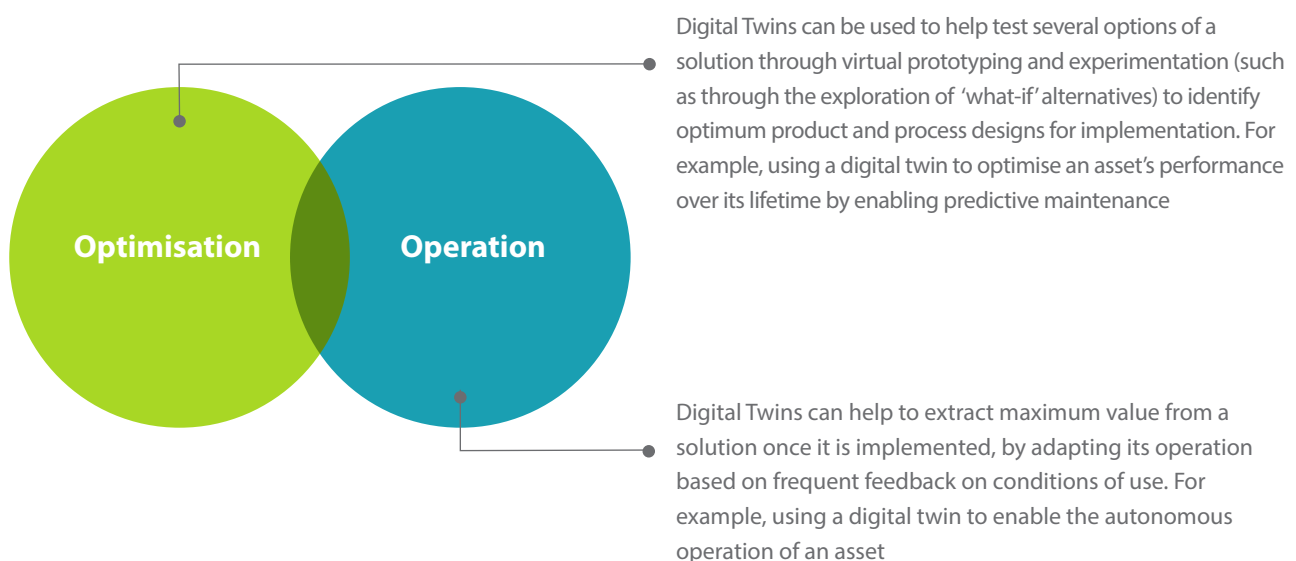 Digital Twins can be used to help test several options of a
solution through virtual prototyping and experimentation (such
as through the exploration of ‘what-if’ alternatives) to identify
optimum product and process designs for implementation. For
example, using a digital twin to optimise an asset’s performance
over its lifetime by enabling predictive maintenance
Optimisation
Operation
Digital Twins can help to extract maximum value from a
solution once it is implemented, by adapting its operation
based on frequent feedback on conditions of use. For
example, using a digital twin to enable the autonomous
operation of an asset